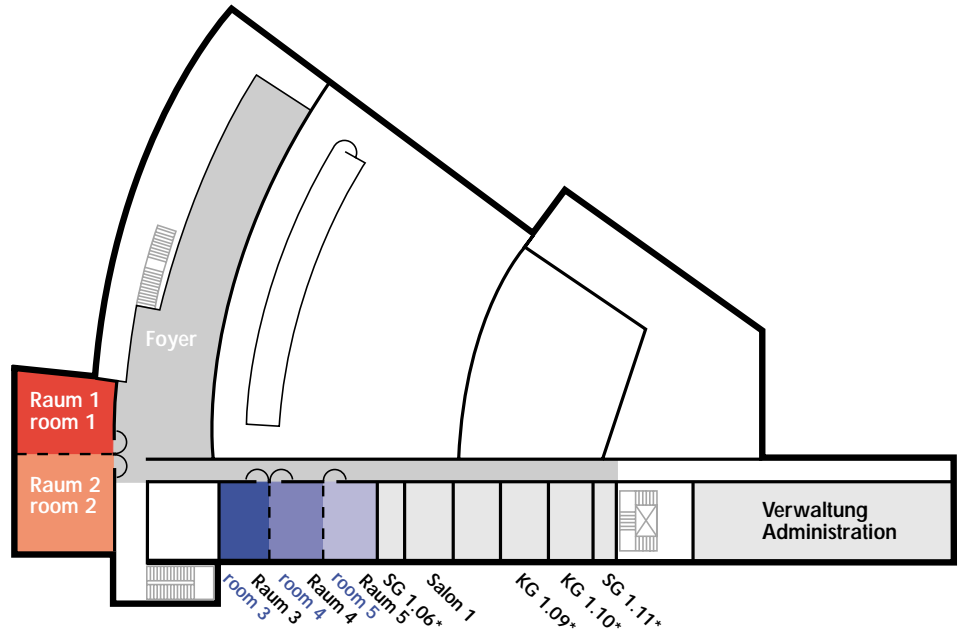 Foyer
Raum 1
room 1
Raum 2
room 2
Verwaltung
Administration
room 3
Raum 3
room 4
Raum 4
room 5
Raum 5
SG 1.06*
Salon 1
KG 1.09*
KG 1.10*
SG 1.11*